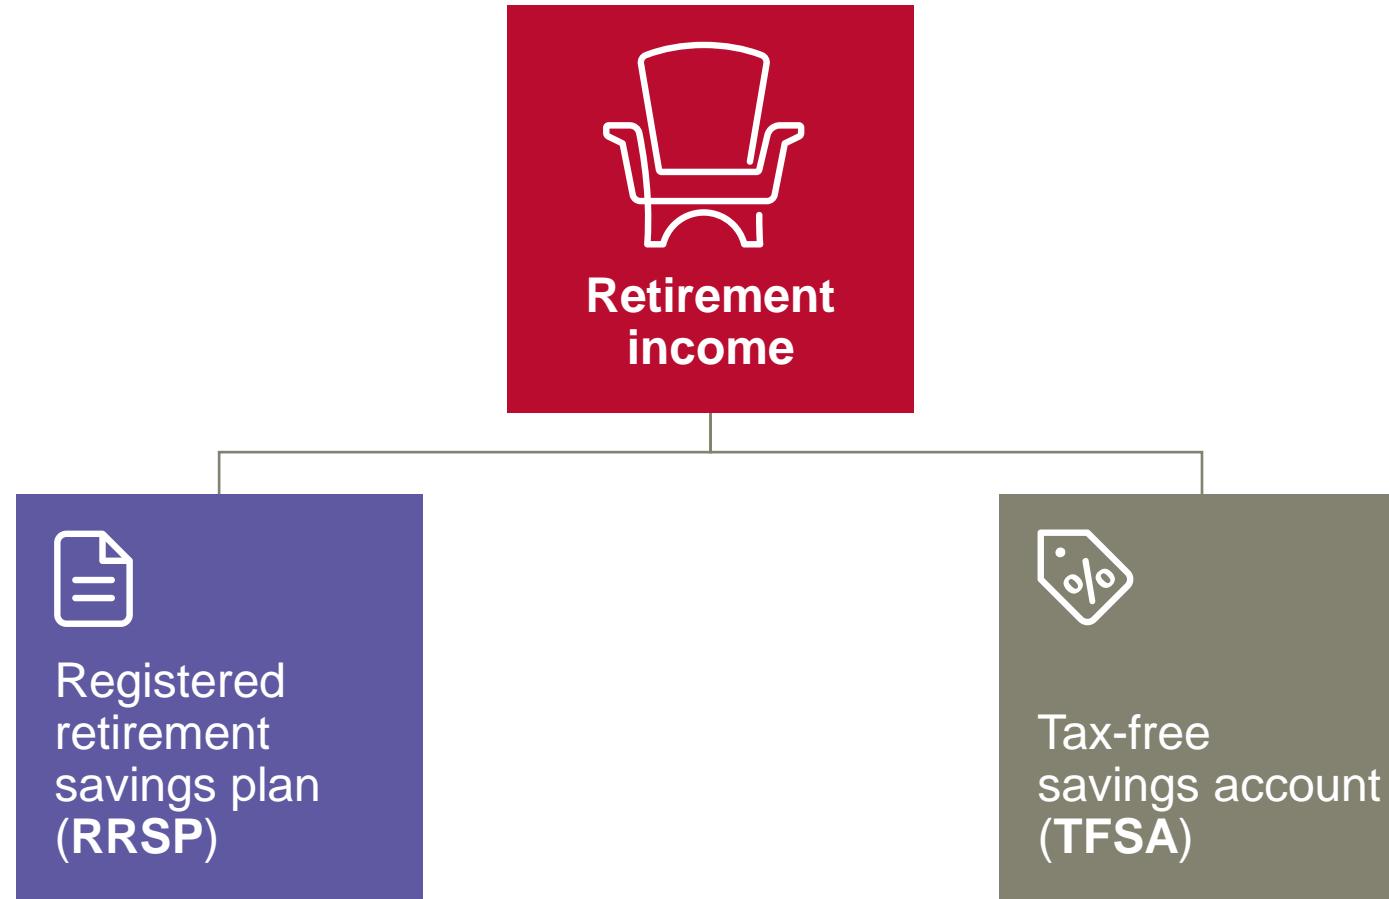 Retirement
income
Registered
retirement
savings plan
(RRSP)
%
Tax-free
savings account
(TFSA)